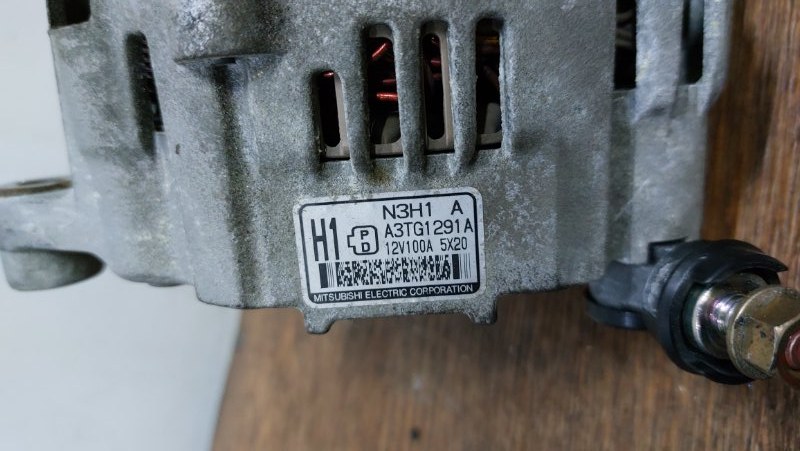 N3H1 A
H1 P D A3TG1291A
12V100A 5X20
MITSUBISHI ELECTRIC CORPORATION